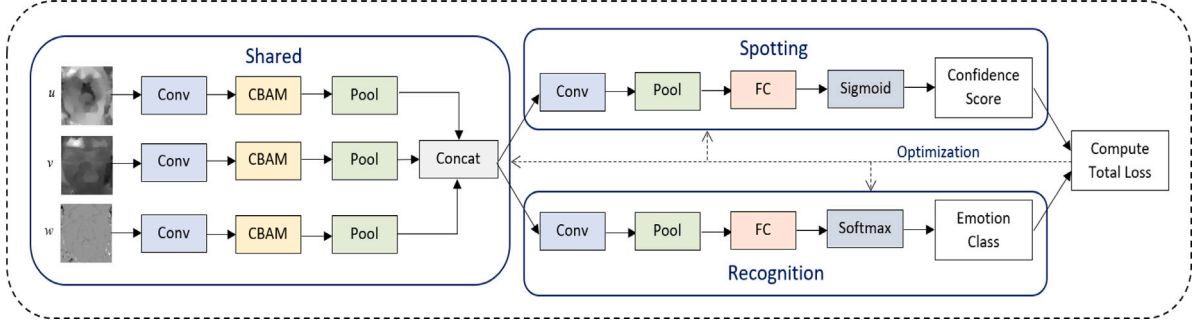 Shared
u
Conv
CBAM
Pool
v
Conv
CBAM
Pool
Concat
w
Conv
CBAM
Pool
Spotting
Conv
Pool
FC
Sigmoid
Confidence
Score
Optimization
Compute
Total Loss
Conv
Pool
FC
Softmax
Emotion
Class
Recognition